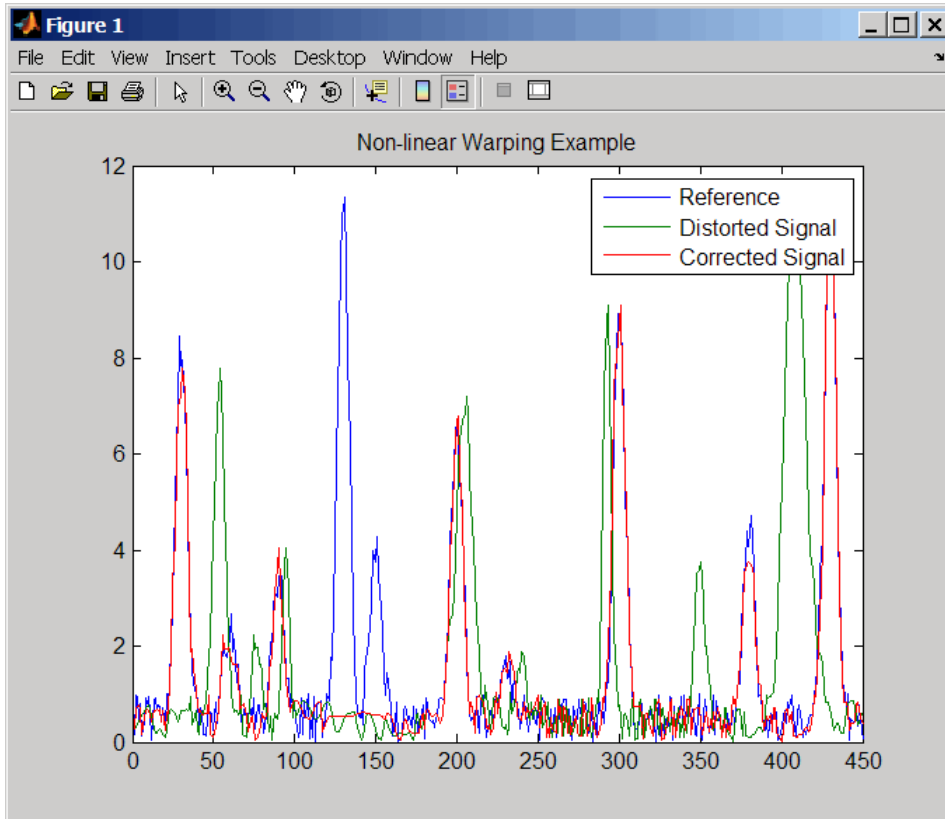 Figure 1
File Edit View Insert Tools Desktop Window Help
Non-linear Warping Example
12
10
8
6
4
2
0
Reference
Distorted Signal
Corrected Signal
0 50 100 150 200 250 300 350 400 450